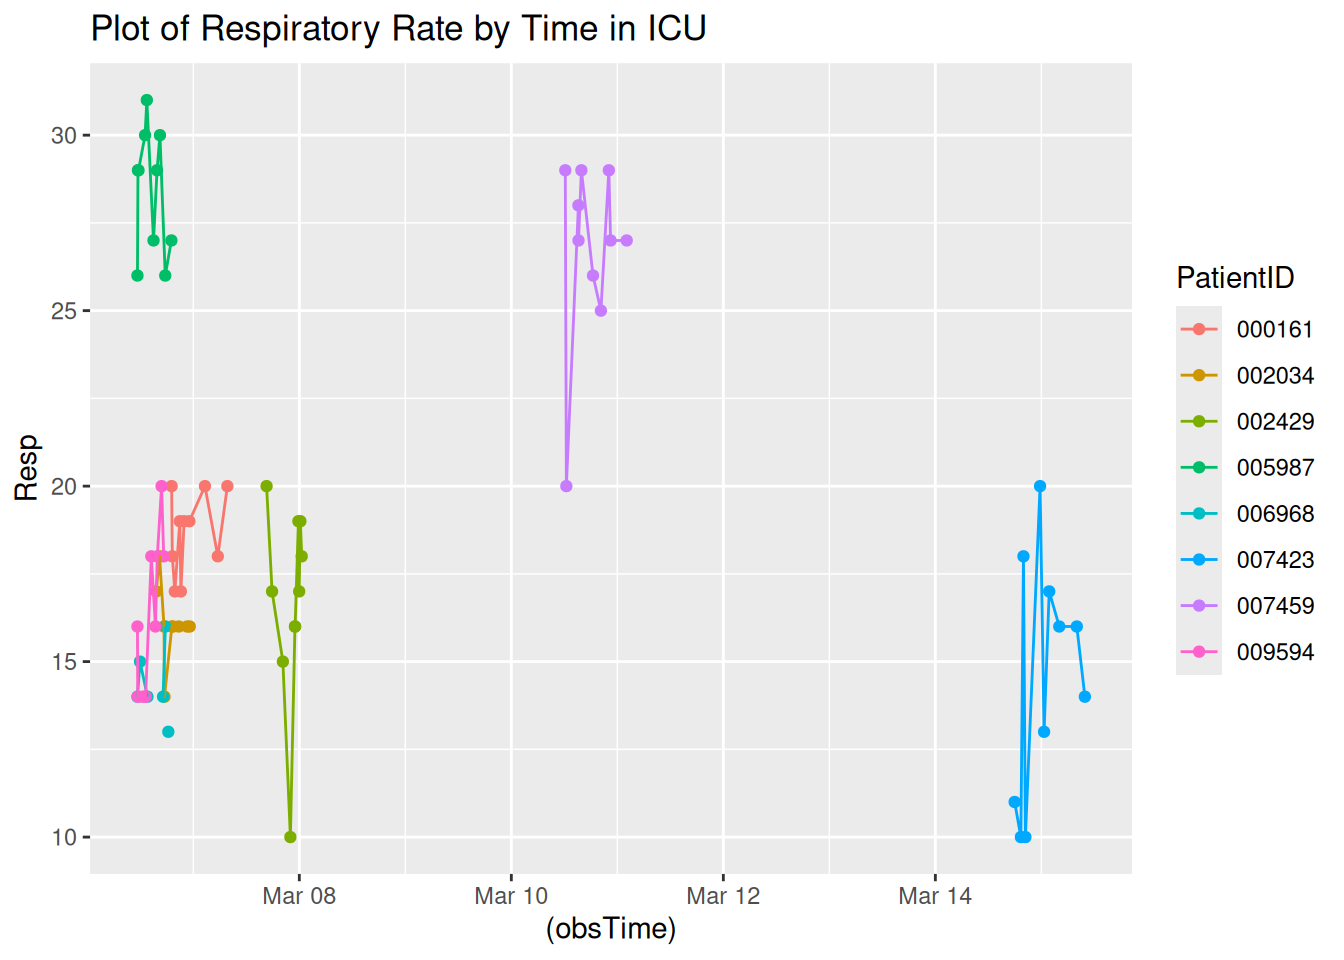 Plot of Respiratory Rate by Time in ICU
30
25
20
15
10
Resp
Mar 08
Mar 10
Mar 12
Mar 14
(obsTime)
PatientID
000161
002034
002429
005987
006968
007423
007459
009594